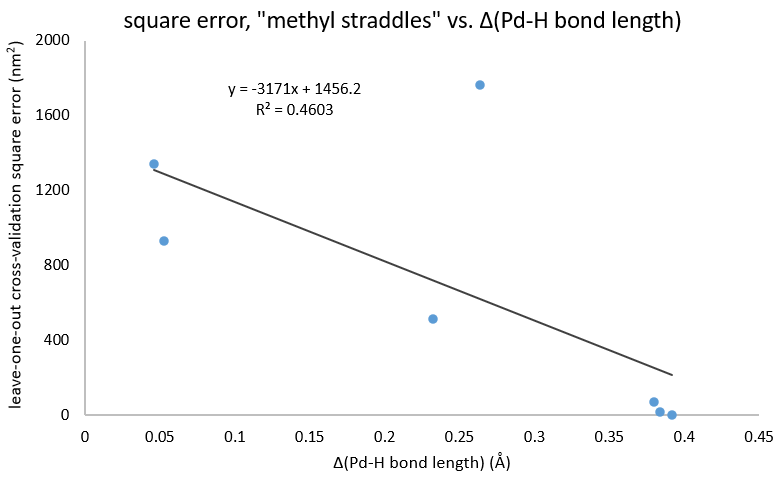 square error, "methyl straddles" vs. Δ(Pd-H bond length)
leave-one-out cross-validation square error (nm²)
2000
1600
1200
800
400
0
y = -3171x + 1456.2
R² = 0.4603
0 0.05 0.1 0.15 0.2 0.25 0.3 0.35 0.4 0.45
Δ(Pd-H bond length) (Å)